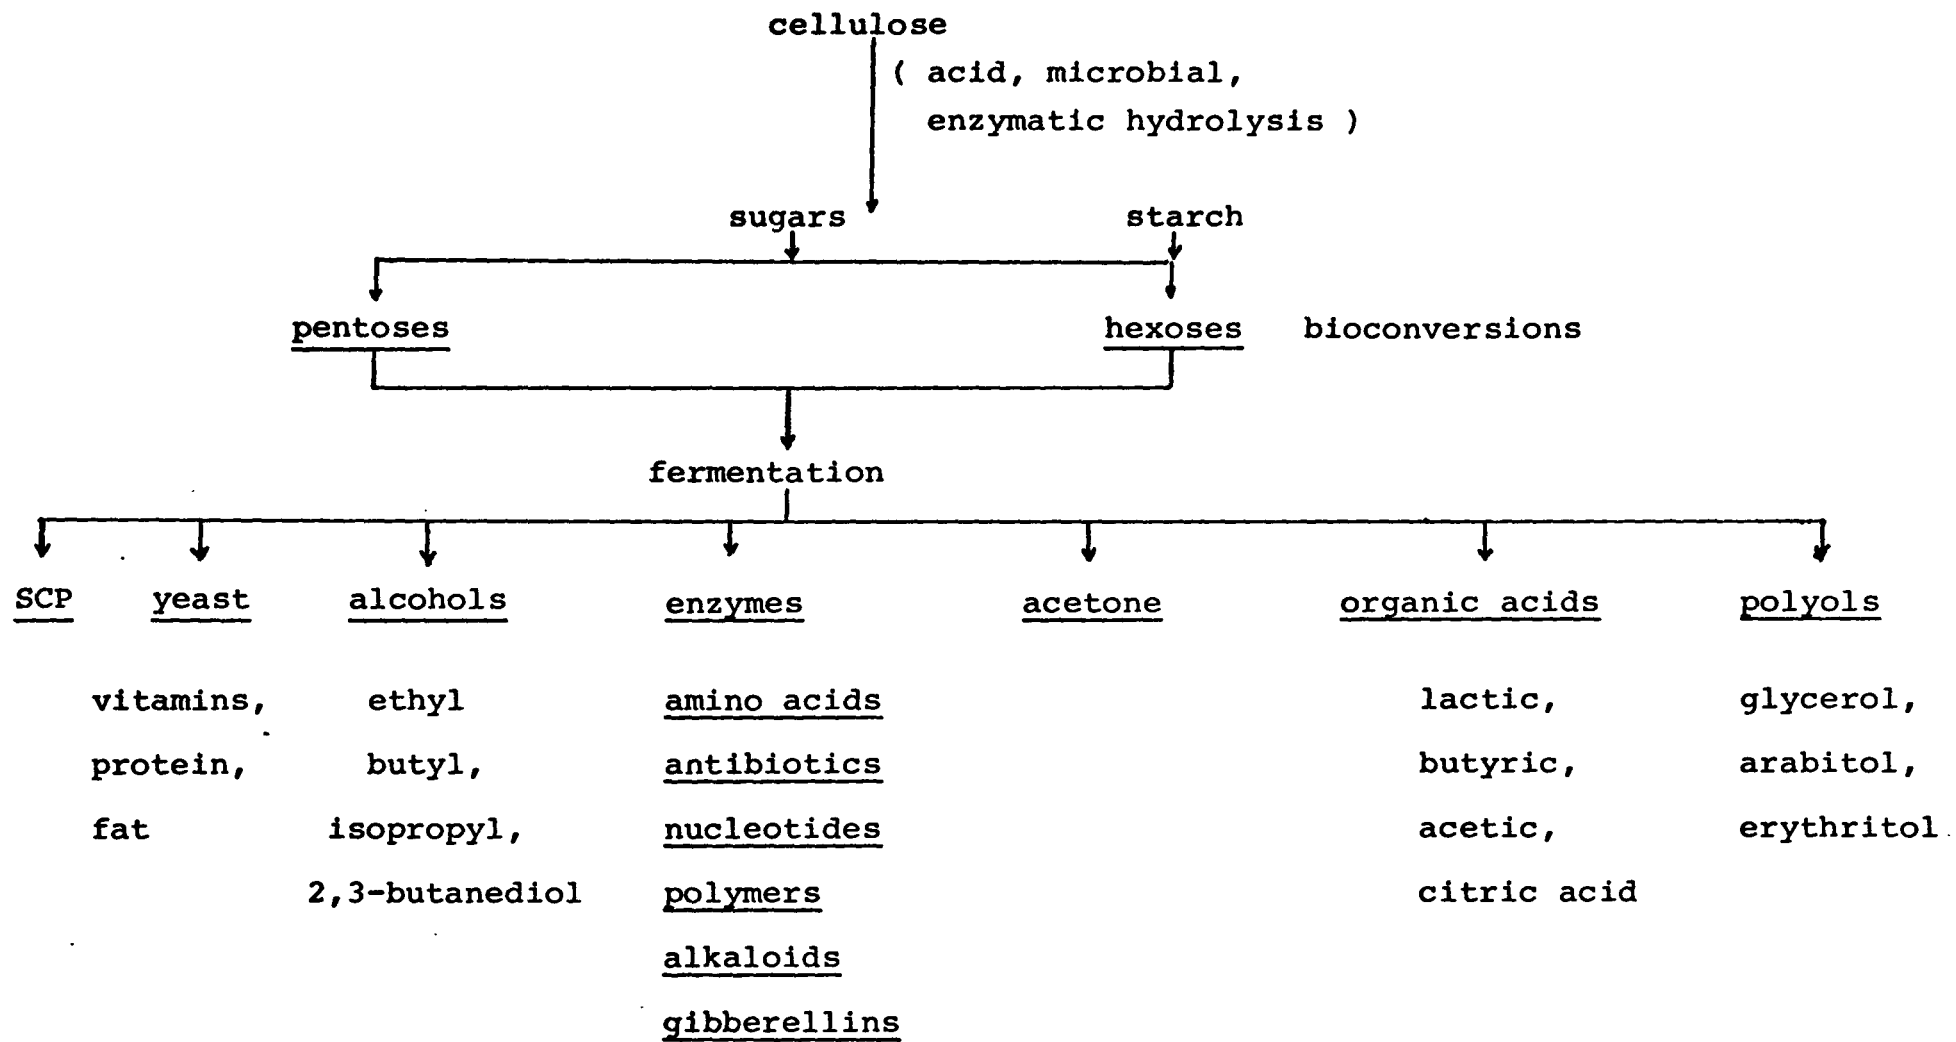 cellulose
( acid, microbial,
enzymatic hydrolysis )
sugars starch
pentoses hexoses bioconversions
fermentation
SCP yeast alcohols enzymes acetone organic acids polyols
vitamins, ethyl amino acids lactic, glycerol,
protein, butyl, antibiotics butyric, arabitol,
fat isopropyl, nucleotides acetic, erythritol
2,3-butanediol polymers citric acid
alkaloids
gibberellins